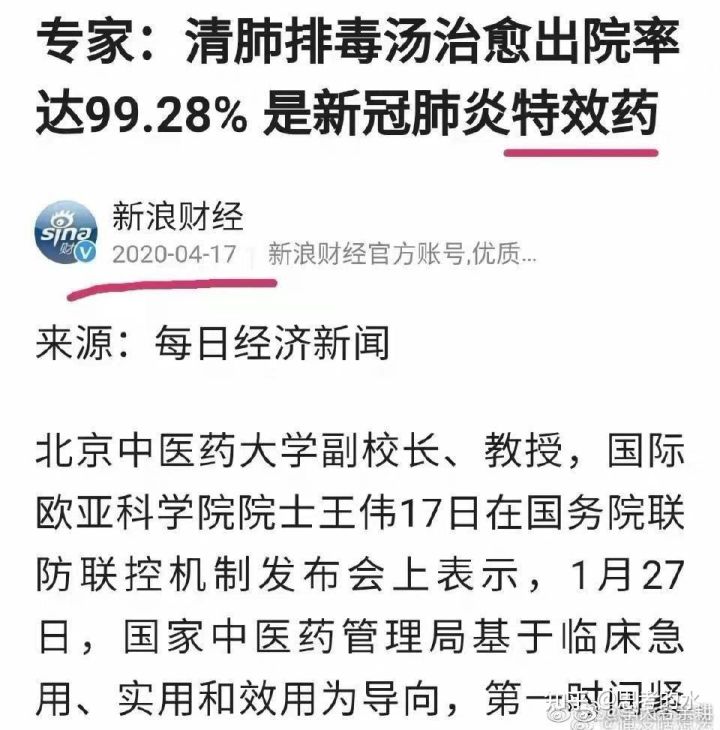 专家：清肺排毒汤治愈出院率
达99.28% 是新冠肺炎特效药
sina
财
V
新浪财经
2020-04-17 新浪财经官方账号,优质...
来源：每日经济新闻
北京中医药大学副校长、教授，国际
欧亚科学院院士王伟17日在国务院联
防联控机制发布会上表示，1月27
日，国家中医药管理局基于临床急
用、实用和效用为导向，第一时间紧
知乎